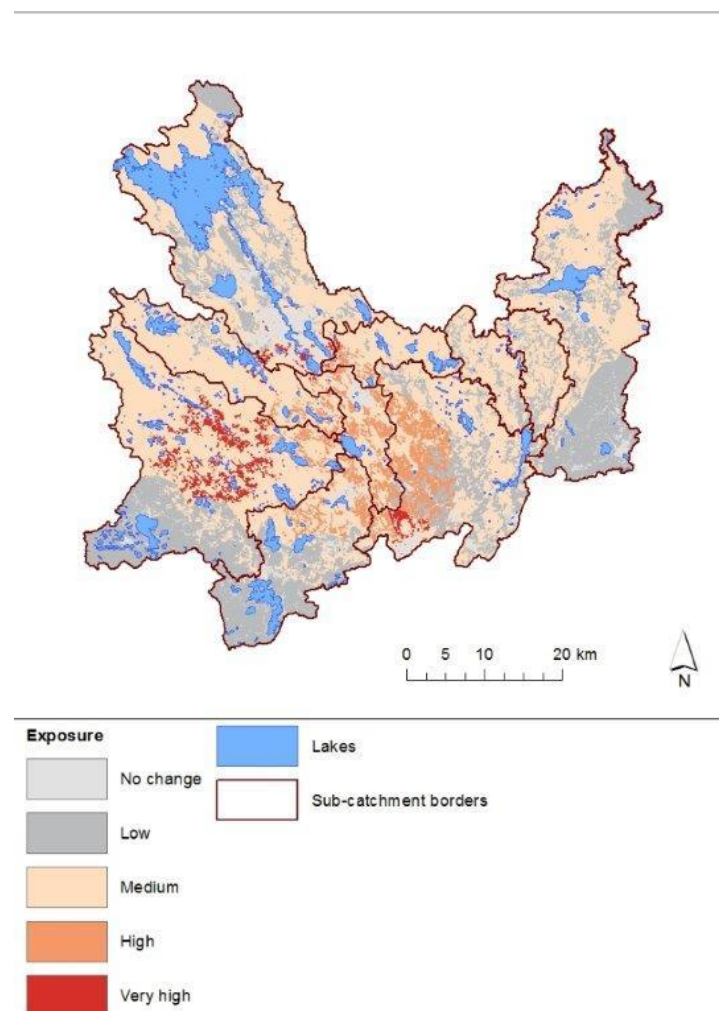 0 5 10 20 km
N
Exposure
No change
Low
Medium
High
Very high
Lakes
Sub-catchment borders